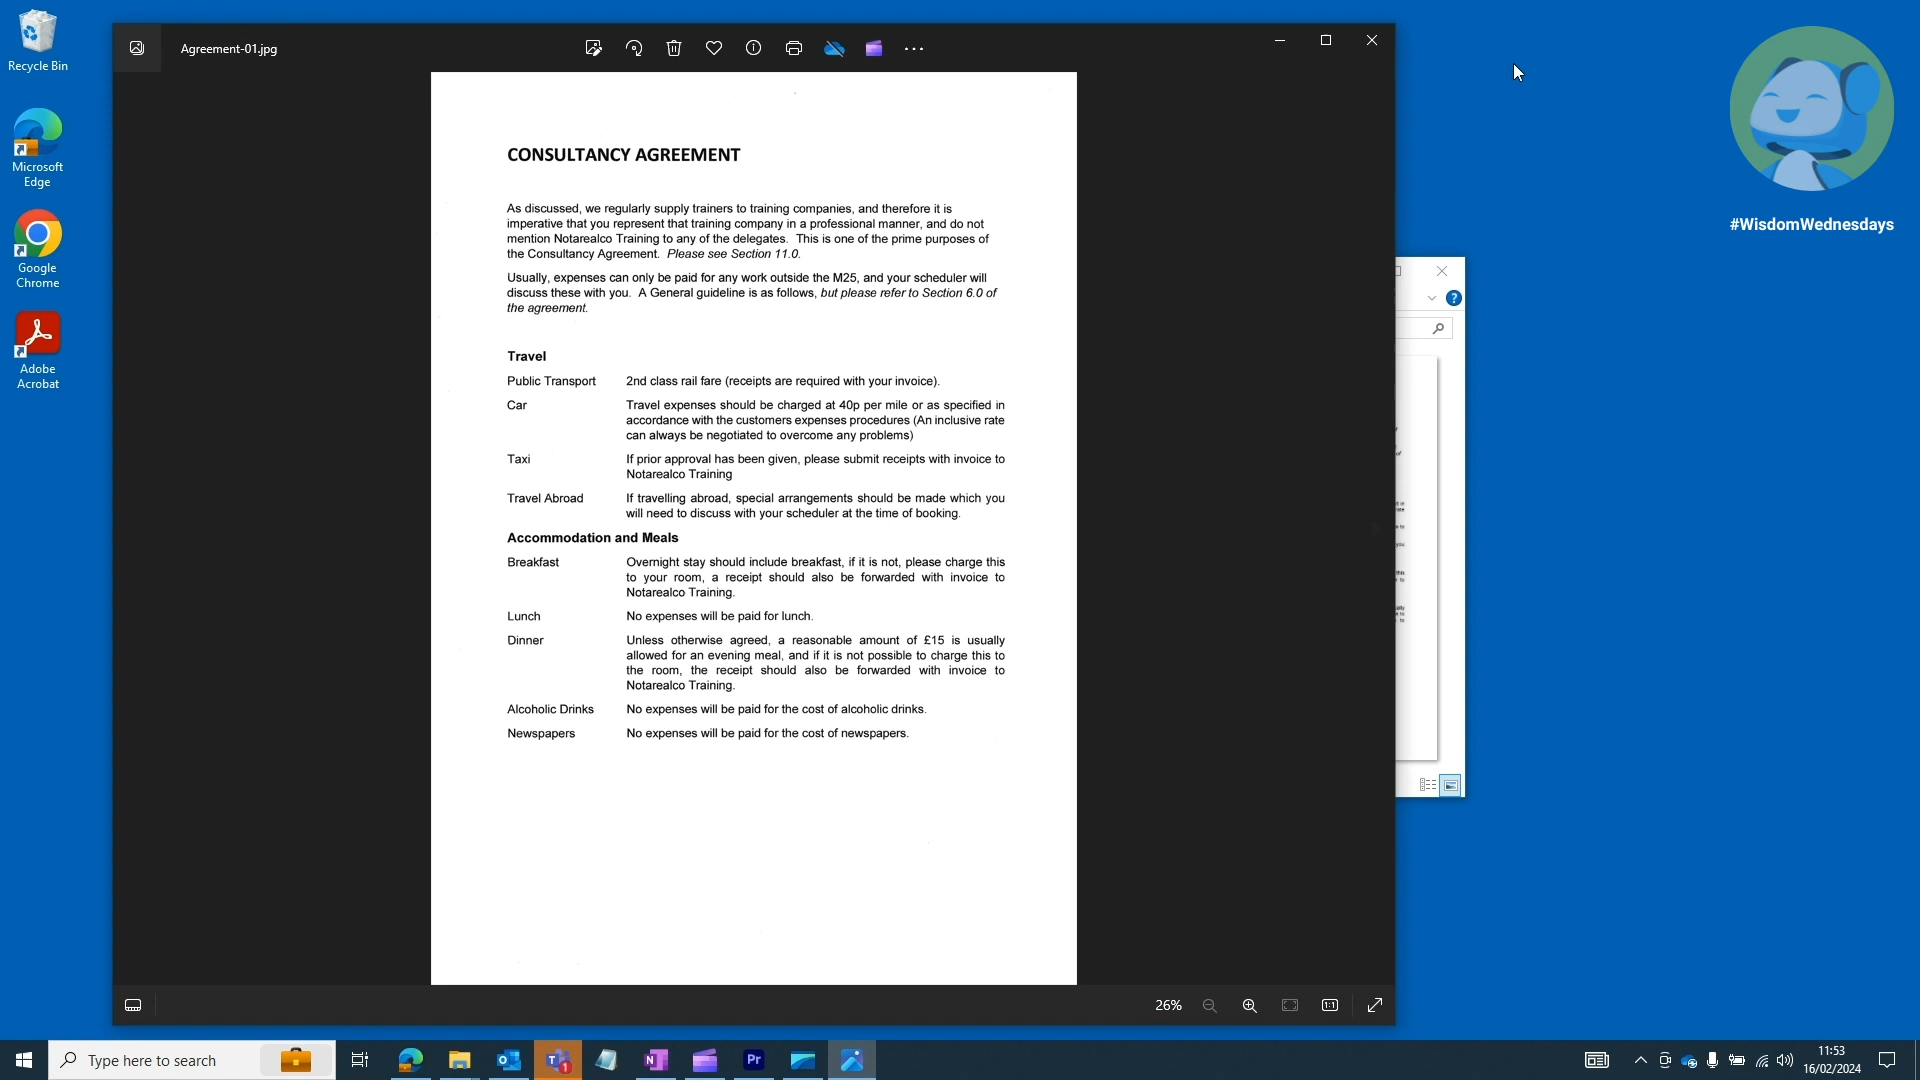 Recycle Bin
Microsoft
Edge
Google
Chrome
Adobe
Acrobat
Agreement-01.jpg
CONSULTANCY AGREEMENT
As discussed, we regularly supply trainers to training companies, and therefore it is
imperative that you represent that training company in a professional manner, and do not
mention Notarealco Training to any of the delegates. This is one of the prime purposes of
the Consultancy Agreement. Please see Section 11.0.
Usually, expenses can only be paid for any work outside the M25, and your scheduler will
discuss these with you. A General guideline is as follows, but please refer to Section 6.0 of
the agreement.
Travel
Public Transport 2nd class rail fare (receipts are required with your invoice).
Car Travel expenses should be charged at 40p per mile or as specified in
accordance with the customers expenses procedures (An inclusive rate
can always be negotiated to overcome any problems)
Taxi If prior approval has been given, please submit receipts with invoice to
Notarealco Training
Travel Abroad If travelling abroad, special arrangements should be made which you
will need to discuss with your scheduler at the time of booking.
Accommodation and Meals
Breakfast Overnight stay should include breakfast, if it is not, please charge this
to your room, a receipt should also be forwarded with invoice to
Notarealco Training.
Lunch No expenses will be paid for lunch.
Dinner Unless otherwise agreed, a reasonable amount of £15 is usually
allowed for an evening meal, and if it is not possible to charge this to
the room, the receipt should also be forwarded with invoice to
Notarealco Training.
Alcoholic Drinks No expenses will be paid for the cost of alcoholic drinks.
Newspapers No expenses will be paid for the cost of newspapers.
26%
1:1
#WisdomWednesdays
Type here to search
Pr
11:53
16/02/2024